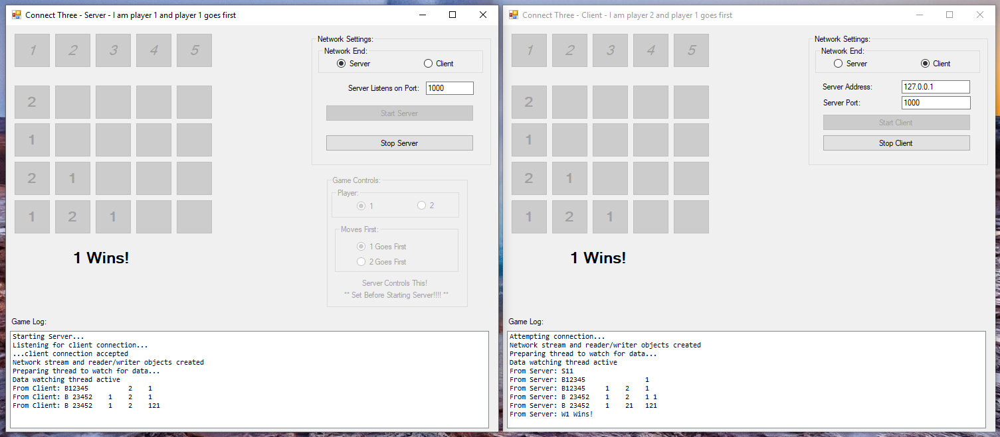 Connect Three - Server - I am player 1 and player 1 goes first
1 2 3 4 5
2
1
2 1
1 2 1
1 Wins!
Network Settings:
Network End:
Server Client
Server Listens on Port: 1000
Start Server
Stop Server
Game Controls:
Player:
1 2
Moves First:
1 Goes First
2 Goes First
Server Controls This!
** Set Before Starting Server!!!! **
Game Log:
Starting Server...
Listening for client connection...
...client connection accepted
Network stream and reader/writer objects created
Preparing thread to watch for data...
Data watching thread active
From Client: B12345          2    1
From Client: B 23452    1    2    1
From Client: B 23452    1    2    121
Connect Three - Client - I am player 2 and player 1 goes first
1 2 3 4 5
2
1
2 1
1 2 1
1 Wins!
Network Settings:
Network End:
Server Client
Server Address: 127.0.0.1
Server Port: 1000
Start Client
Stop Client
Game Log:
Attempting connection...
Network stream and reader/writer objects created
Preparing thread to watch for data...
Data watching thread active
From Server: S11
From Server: B12345               1
From Server: B12345     1    2    1
From Server: B 23452    1    2    1 1
From Server: B 23452    1    21   121
From Server: W1 Wins!